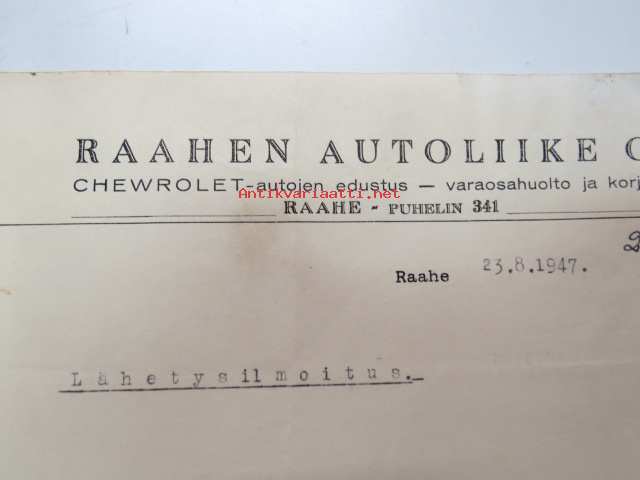 RAAHEN AUTOLIIKE
CHEWROLET-autojen edustus — varaosahuolto ja korj
Antikvariaatti.net
RAAHE - PUHELIN 341
Raahe 23.8.1947.
Lähetysilmoitus.